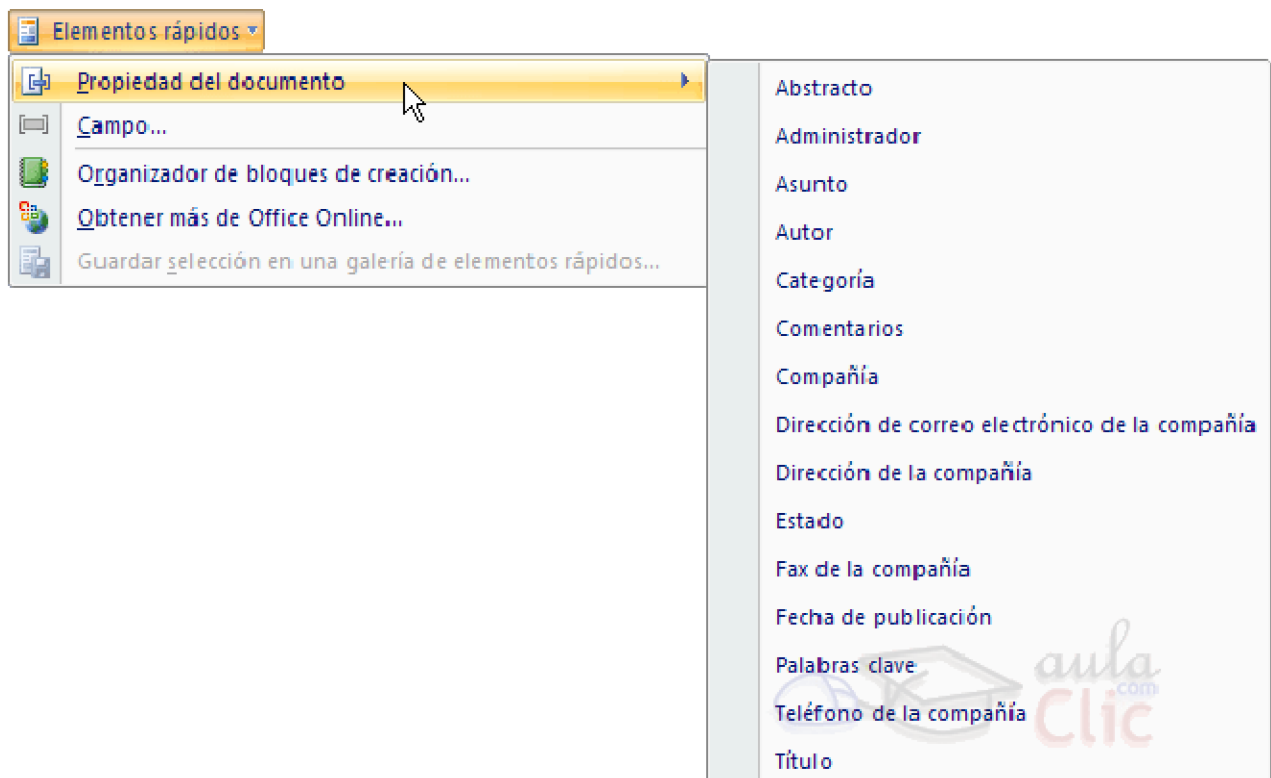 Elementos rápidos
Propiedad del documento
Campo...
Organizador de bloques de creación...
Obtener más de Office Online...
Guardar selección en una galería de elementos rápidos...
Abstracto
Administrador
Asunto
Autor
Categoría
Comentarios
Compañía
Dirección de correo electrónico de la compañía
Dirección de la compañía
Estado
Fax de la compañía
Fecha de publicación
Palabras clave
Teléfono de la compañía
Título
aula
com
Clic